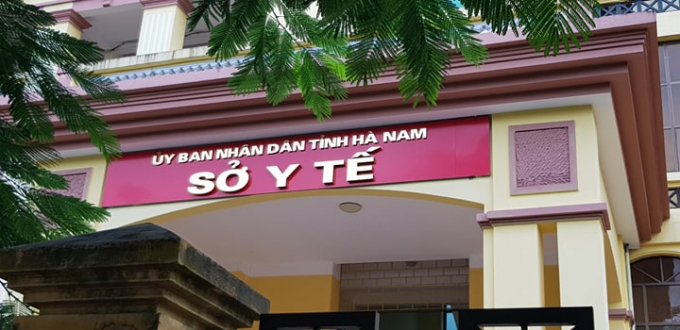 ỦY BAN NHÂN DÂN TỈNH HÀ NAM
SỞ Y TẾ